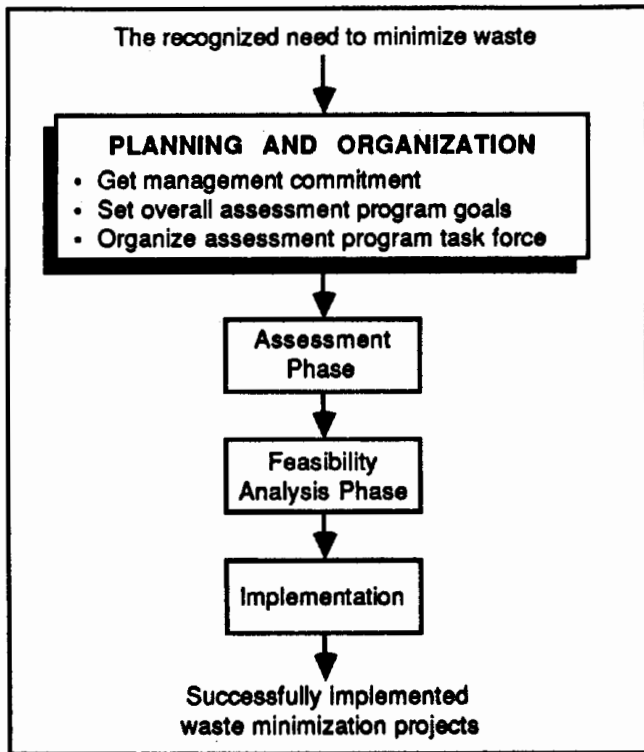 The recognized need to minimize waste
PLANNING AND ORGANIZATION
• Get management commitment
• Set overall assessment program goals
• Organize assessment program task force
Assessment
Phase
Feasibility
Analysis Phase
Implementation
Successfully implemented
waste minimization projects